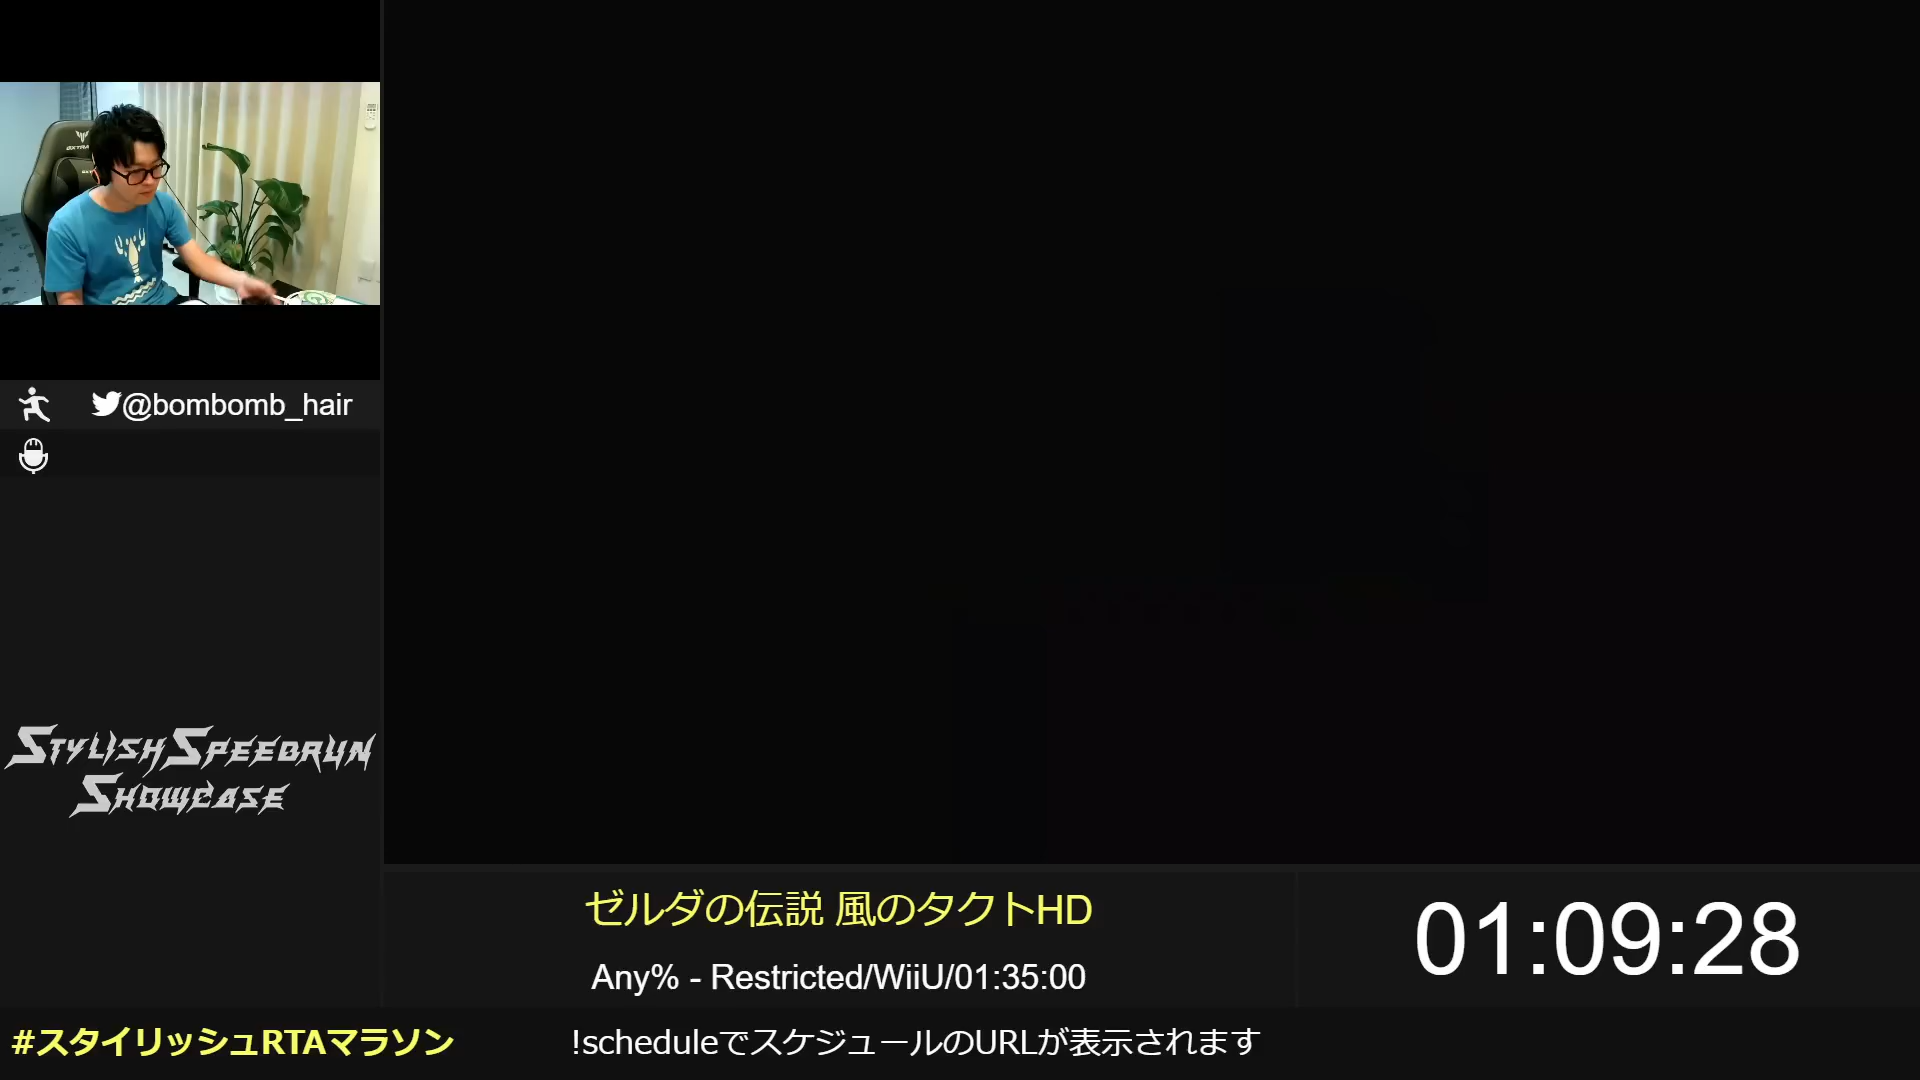 @bombomb_hair
STYLISH SPEEDRUN
SHOWCASE
ゼルダの伝説 風のタクトHD
Any% - Restricted/WiiU/01:35:00
01:09:28
#スタイリッシュRTAマラソン
!scheduleでスケジュールのURLが表示されます